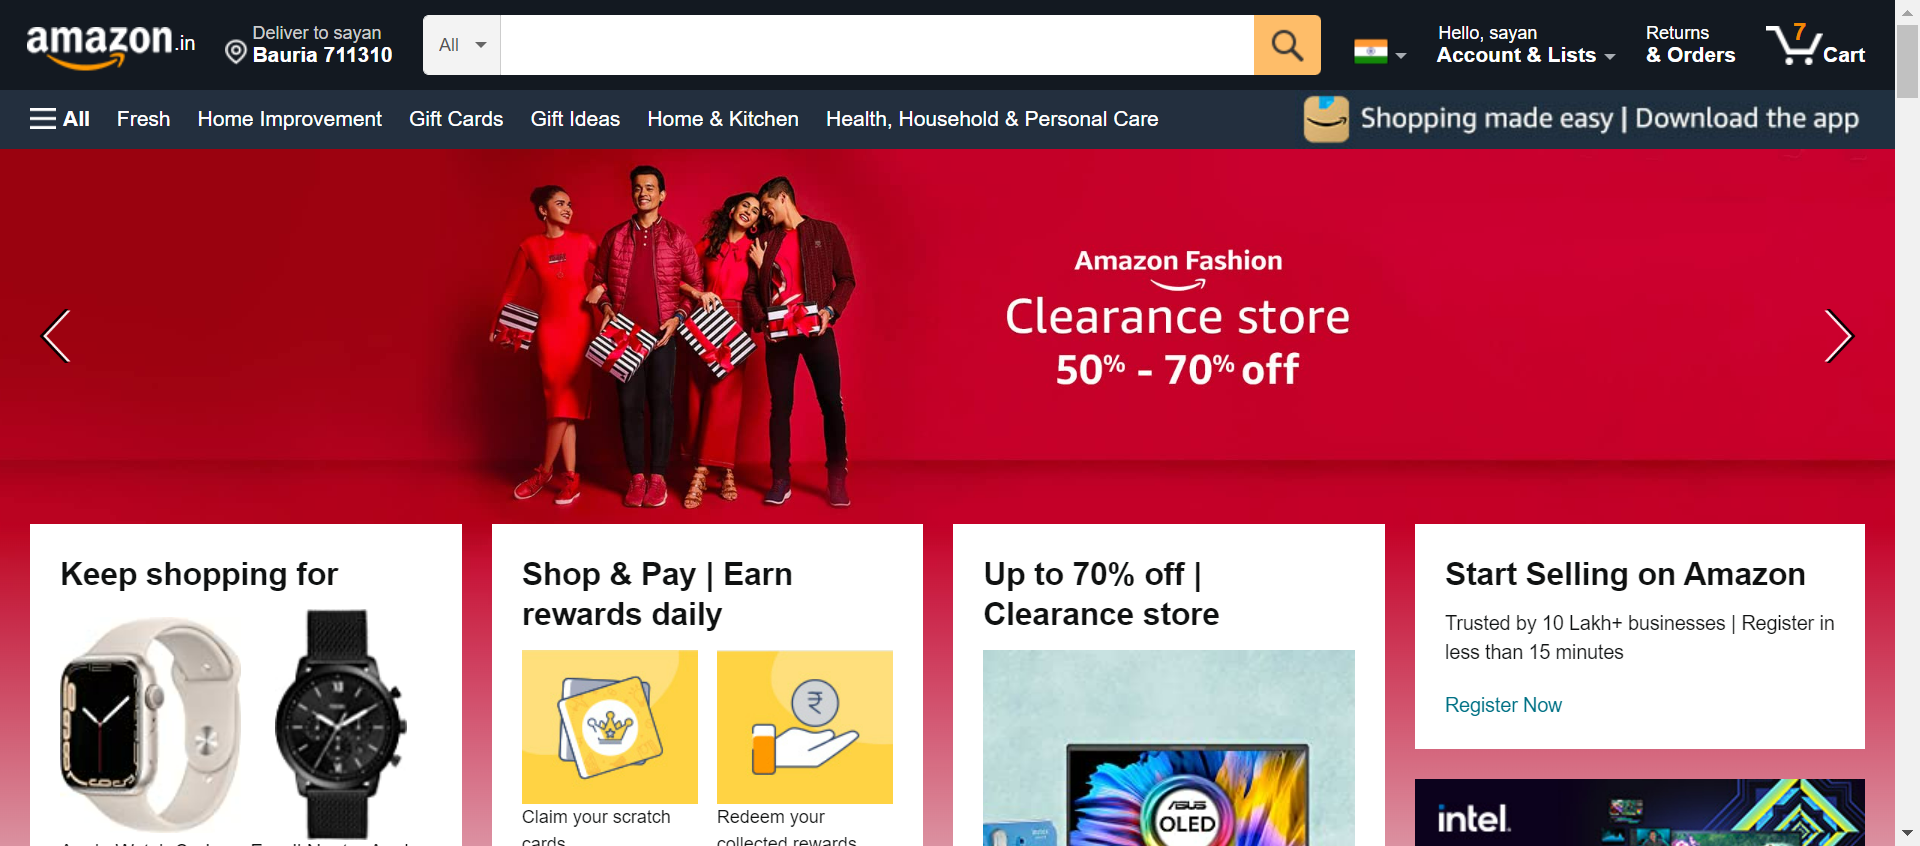 amazon.in
Deliver to sayan
Bauria 711310
All
Hello, sayan
Account & Lists
Returns
& Orders
7
Cart
All
Fresh
Home Improvement
Gift Cards
Gift Ideas
Home & Kitchen
Health, Household & Personal Care
Shopping made easy | Download the app
Amazon Fashion
Clearance store
50% - 70% off
Keep shopping for
Shop & Pay | Earn
rewards daily
₹
Claim your scratch
cards
Redeem your
collected rewards
Up to 70% off |
Clearance store
ASUS
OLED
Start Selling on Amazon
Trusted by 10 Lakh+ businesses | Register in
less than 15 minutes
Register Now
intel.